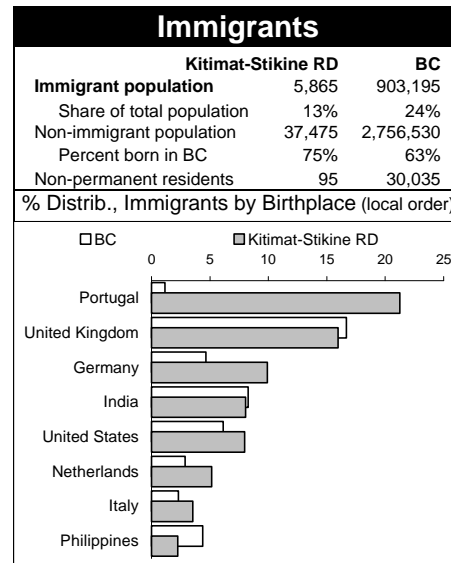 Immigrants
Kitimat-Stikine RD BC
Immigrant population 5,865 903,195
Share of total population 13% 24%
Non-immigrant population 37,475 2,756,530
Percent born in BC 75% 63%
Non-permanent residents 95 30,035
% Distrib., Immigrants by Birthplace (local order)
BC Kitimat-Stikine RD
0 5 10 15 20 25
Portugal
United Kingdom
Germany
India
United States
Netherlands
Italy
Philippines